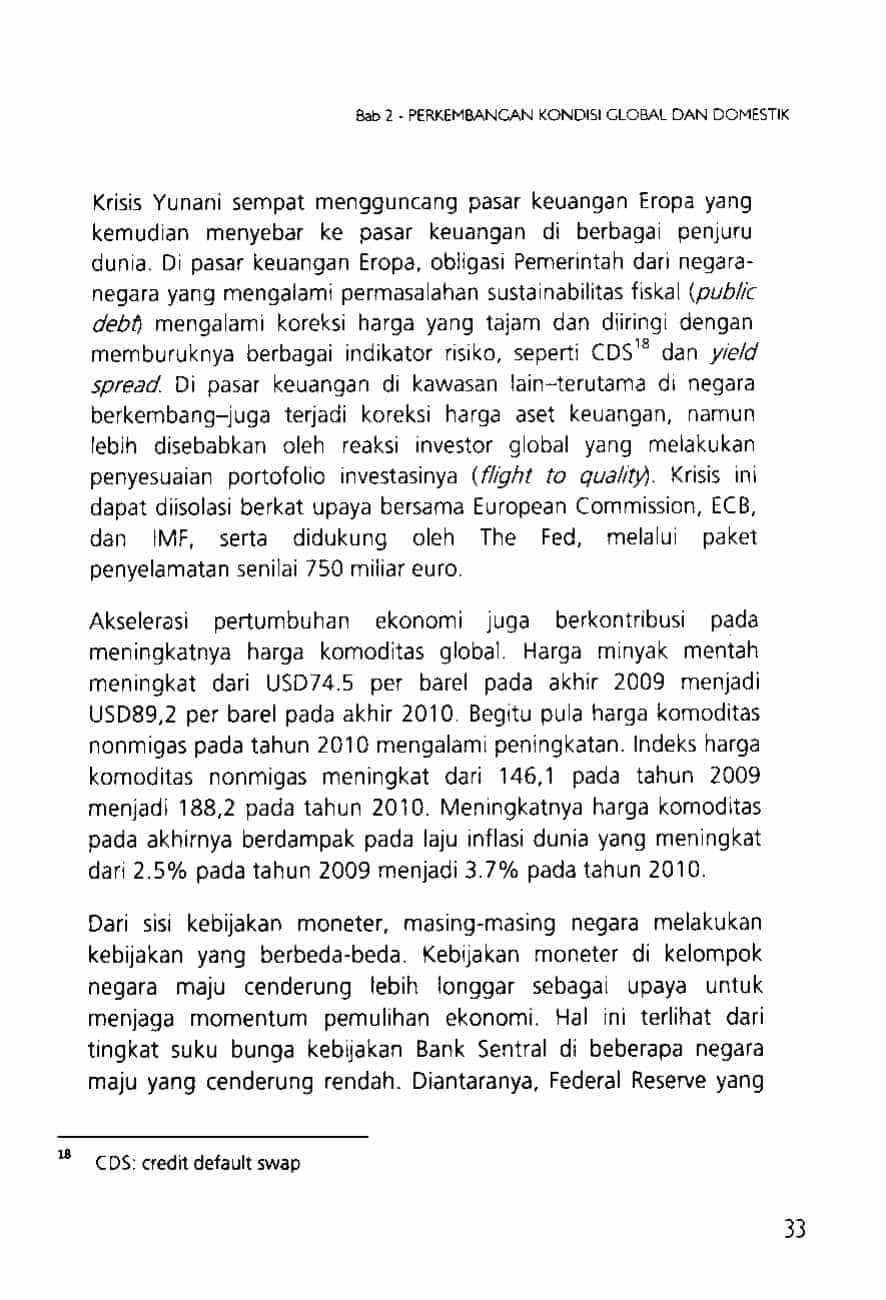 Bab 2 - PERKEMBANGAN KONDISI GLOBAL DAN DOMESTIK
Krisis Yunani sempat mengguncang pasar keuangan Eropa yang
kemudian menyebar ke pasar keuangan di berbagai penjuru
dunia. Di pasar keuangan Eropa, obligasi Pemerintah dari negara-
negara yang mengalami permasalahan sustainabilitas fiskal (public
debt) mengalami koreksi harga yang tajam dan diiringi dengan
memburuknya berbagai indikator risiko, seperti CDS18 dan yield
spread. Di pasar keuangan di kawasan lain–terutama di negara
berkembang–juga terjadi koreksi harga aset keuangan, namun
lebih disebabkan oleh reaksi investor global yang melakukan
penyesuaian portofolio investasinya (flight to quality). Krisis ini
dapat diisolasi berkat upaya bersama European Commission, ECB,
dan IMF, serta didukung oleh The Fed, melalui paket
penyelamatan senilai 750 miliar euro.
Akselerasi pertumbuhan ekonomi juga berkontribusi pada
meningkatnya harga komoditas global. Harga minyak mentah
meningkat dari USD74.5 per barel pada akhir 2009 menjadi
USD89,2 per barel pada akhir 2010. Begitu pula harga komoditas
nonmigas pada tahun 2010 mengalami peningkatan. Indeks harga
komoditas nonmigas meningkat dari 146,1 pada tahun 2009
menjadi 188,2 pada tahun 2010. Meningkatnya harga komoditas
pada akhirnya berdampak pada laju inflasi dunia yang meningkat
dari 2.5% pada tahun 2009 menjadi 3.7% pada tahun 2010.
Dari sisi kebijakan moneter, masing-masing negara melakukan
kebijakan yang berbeda-beda. Kebijakan moneter di kelompok
negara maju cenderung lebih longgar sebagai upaya untuk
menjaga momentum pemulihan ekonomi. Hal ini terlihat dari
tingkat suku bunga kebijakan Bank Sentral di beberapa negara
maju yang cenderung rendah. Diantaranya, Federal Reserve yang
18 CDS: credit default swap
33